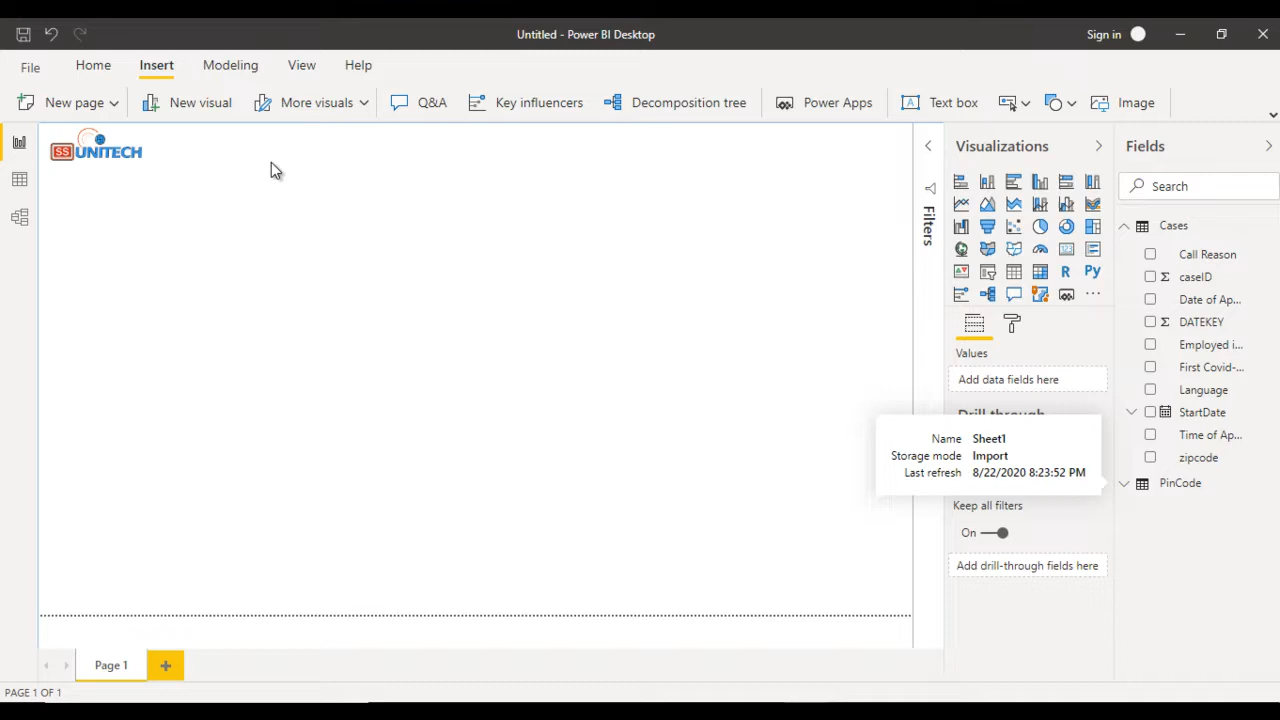 Untitled - Power BI Desktop
Sign in
File
Home
Insert
Modeling
View
Help
New page
New visual
More visuals
Q&A
Key influencers
Decomposition tree
Power Apps
Text box
Image
SS UNITECH
Filters
Visualizations
Fields
Search
R
Py
123
Values
Add data fields here
Drill through
Name Sheet1
Storage mode Import
Last refresh 8/22/2020 8:23:52 PM
Keep all filters
On
Add drill-through fields here
Cases
Call Reason
Σ caseID
Date of Ap...
Σ DATEKEY
Employed i...
First Covid-...
Language
StartDate
Time of Ap...
zipcode
PinCode
Page 1
PAGE 1 OF 1